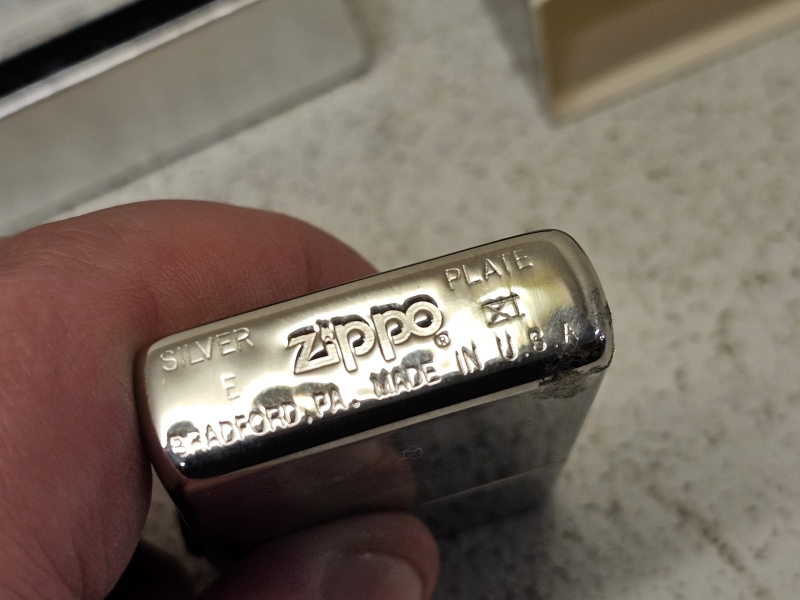 SILVER PLATE
zippo®
E XI
BRADFORD, PA. MADE IN U.S.A